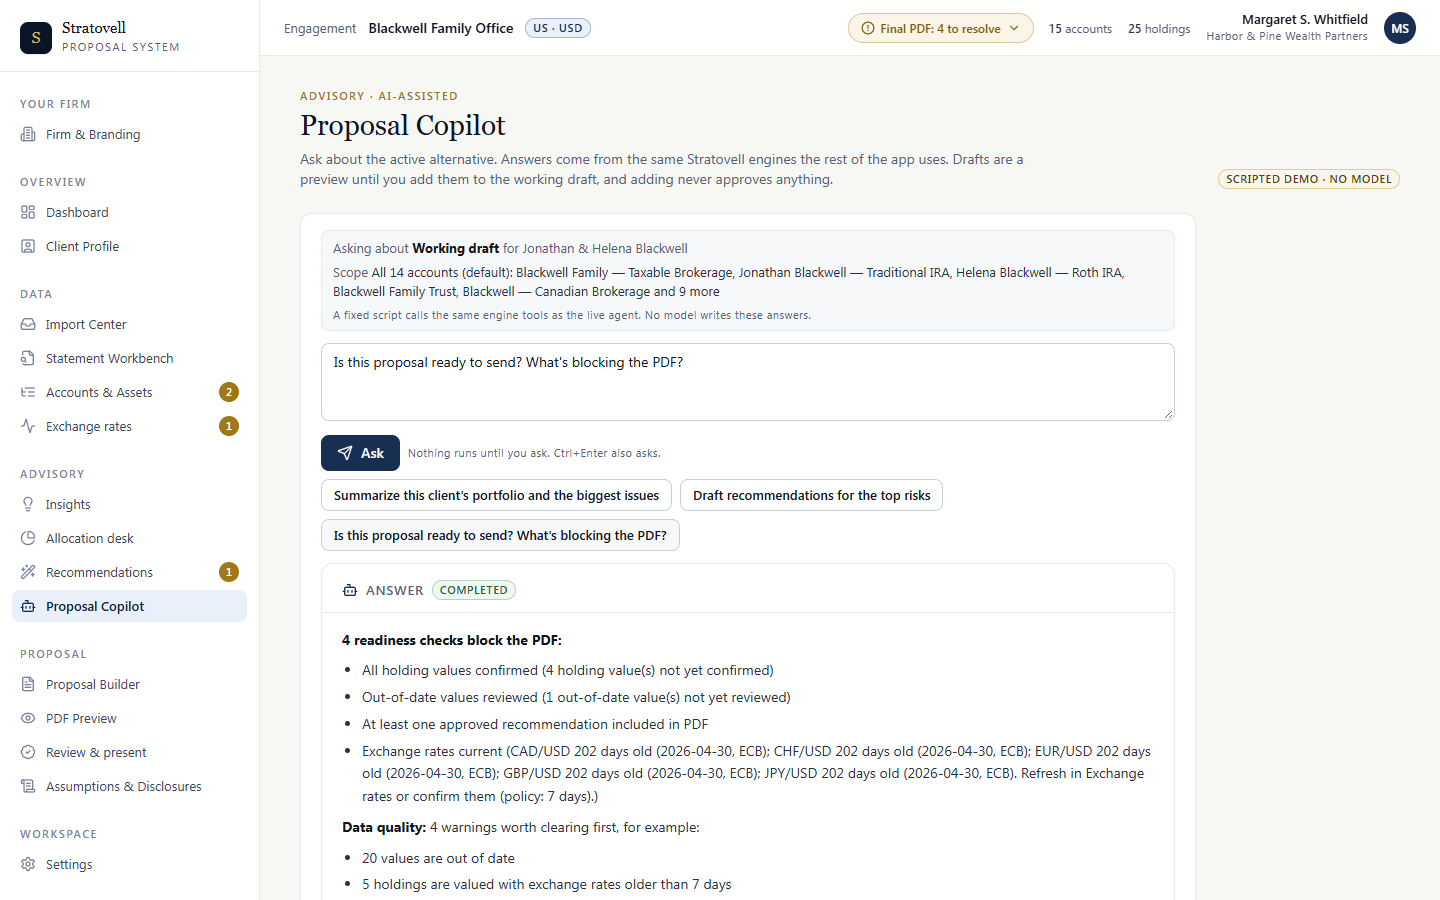 S
Stratovell
PROPOSAL SYSTEM
Engagement Blackwell Family Office US · USD
Final PDF: 4 to resolve
15 accounts 25 holdings
Margaret S. Whitfield
Harbor & Pine Wealth Partners
MS
YOUR FIRM
Firm & Branding
OVERVIEW
Dashboard
Client Profile
DATA
Import Center
Statement Workbench
Accounts & Assets 2
Exchange rates 1
ADVISORY
Insights
Allocation desk
Recommendations 1
Proposal Copilot
PROPOSAL
Proposal Builder
PDF Preview
Review & present
Assumptions & Disclosures
WORKSPACE
Settings
ADVISORY · AI-ASSISTED
Proposal Copilot
Ask about the active alternative. Answers come from the same Stratovell engines the rest of the app uses. Drafts are a
preview until you add them to the working draft, and adding never approves anything.
SCRIPTED DEMO · NO MODEL
Asking about Working draft for Jonathan & Helena Blackwell
Scope All 14 accounts (default): Blackwell Family — Taxable Brokerage, Jonathan Blackwell — Traditional IRA, Helena Blackwell — Roth IRA,
Blackwell Family Trust, Blackwell — Canadian Brokerage and 9 more
A fixed script calls the same engine tools as the live agent. No model writes these answers.
Is this proposal ready to send? What's blocking the PDF?
Ask
Nothing runs until you ask. Ctrl+Enter also asks.
Summarize this client's portfolio and the biggest issues
Draft recommendations for the top risks
Is this proposal ready to send? What's blocking the PDF?
ANSWER COMPLETED
4 readiness checks block the PDF:
• All holding values confirmed (4 holding value(s) not yet confirmed)
• Out-of-date values reviewed (1 out-of-date value(s) not yet reviewed)
• At least one approved recommendation included in PDF
• Exchange rates current (CAD/USD 202 days old (2026-04-30, ECB); CHF/USD 202 days old (2026-04-30, ECB); EUR/USD 202 days
old (2026-04-30, ECB); GBP/USD 202 days old (2026-04-30, ECB); JPY/USD 202 days old (2026-04-30, ECB). Refresh in Exchange
rates or confirm them (policy: 7 days).)
Data quality: 4 warnings worth clearing first, for example:
• 20 values are out of date
• 5 holdings are valued with exchange rates older than 7 days